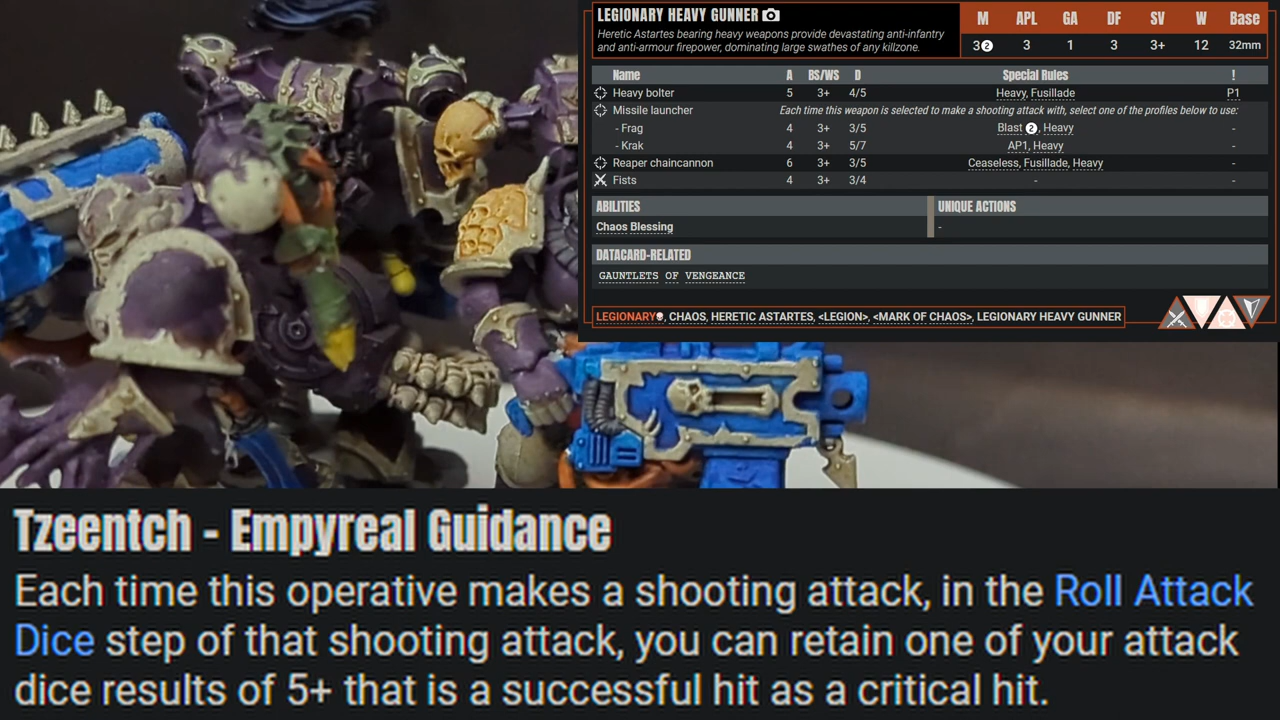 LEGIONARY HEAVY GUNNER
Heretic Astartes bearing heavy weapons provide devastating anti-infantry
and anti-armour firepower, dominating large swathes of any killzone.
M APL GA DF SV W Base
3② 3 1 3 3+ 12 32mm
Name A BS/WS D Special Rules !
Heavy bolter 5 3+ 4/5 Heavy, Fusillade P1
Missile launcher Each time this weapon is selected to make a shooting attack with, select one of the profiles below to use:
- Frag 4 3+ 3/5 Blast ②, Heavy -
- Krak 4 3+ 5/7 AP1, Heavy -
Reaper chaincannon 6 3+ 3/5 Ceaseless, Fusillade, Heavy -
Fists 4 3+ 3/4 - -
ABILITIES UNIQUE ACTIONS
Chaos Blessing -
DATACARD-RELATED
GAUNTLETS OF VENGEANCE
LEGIONARY, CHAOS, HERETIC ASTARTES, <LEGION>, <MARK OF CHAOS>, LEGIONARY HEAVY GUNNER
Tzeentch - Empyreal Guidance
Each time this operative makes a shooting attack, in the Roll Attack
Dice step of that shooting attack, you can retain one of your attack
dice results of 5+ that is a successful hit as a critical hit.